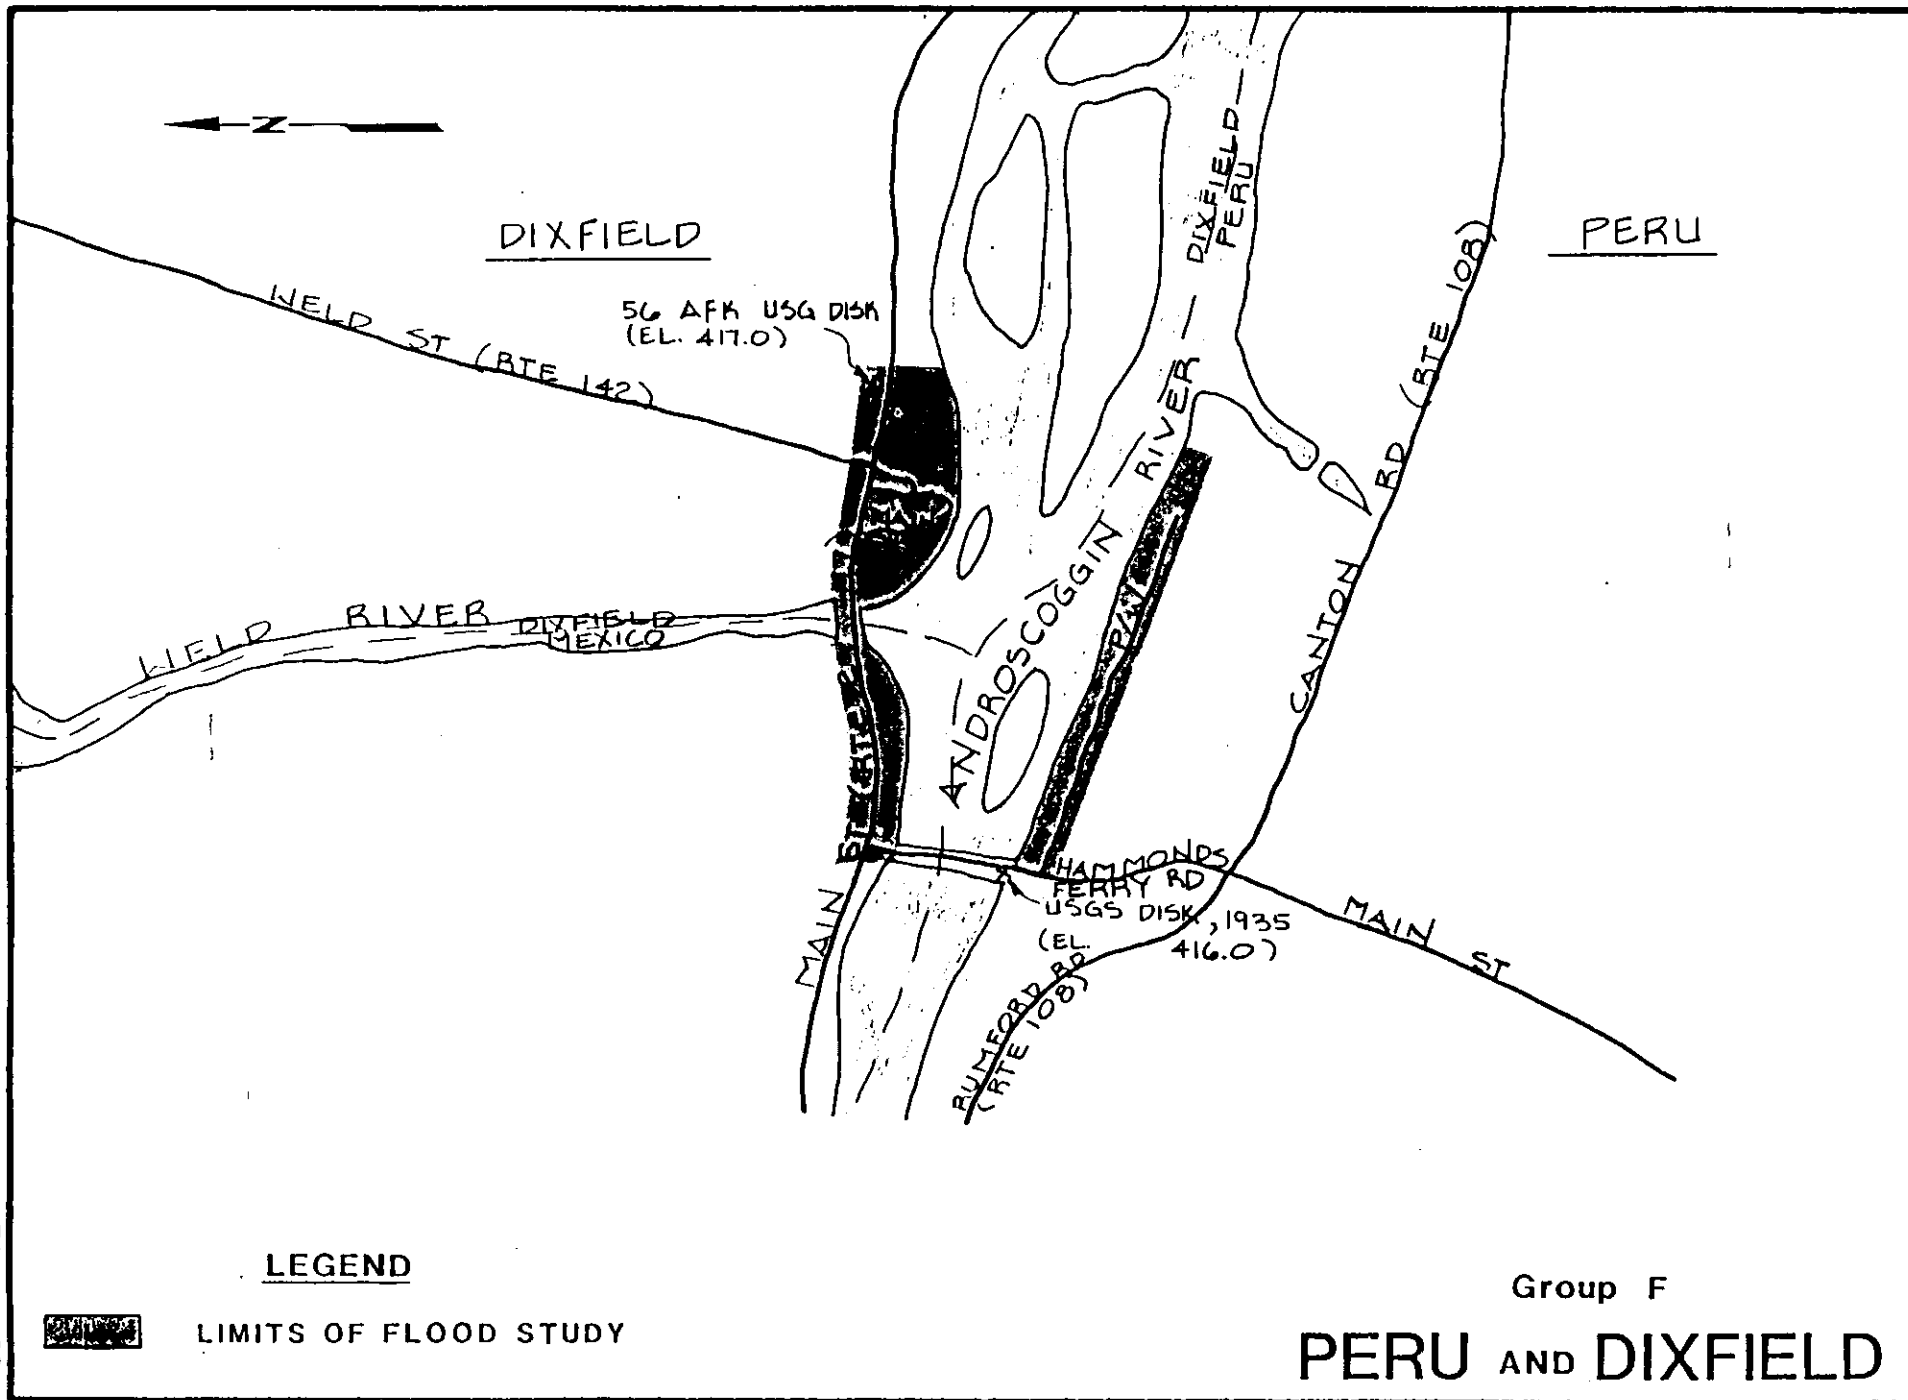 N
DIXFIELD
PERU
DIXFIELD
PERU
WELD ST (RTE 142)
56 AFK USG DISK
(EL. 417.0)
CANTON RD (RTE 108)
ANDROSCOGGIN RIVER
RIVER
DIXFIELD
MEXICO
R/W
MAIN ST (RTE
HAMMONDS
FERRY RD
USGS DISK, 1935
(EL. 416.0)
MAIN ST
RUMFORD RD
(RTE 108)
LEGEND
LIMITS OF FLOOD STUDY
Group F
PERU AND DIXFIELD